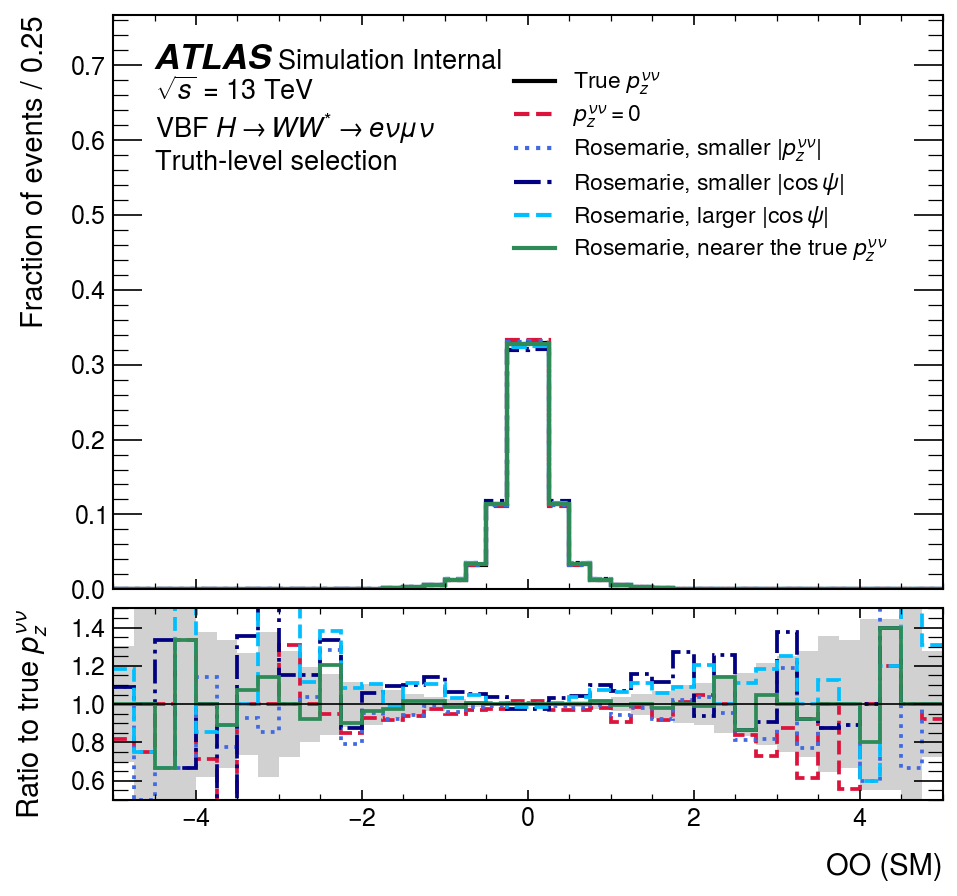 Fraction of events / 0.25
0.7
0.6
0.5
0.4
0.3
0.2
0.1
0.0
ATLAS Simulation Internal
√s = 13 TeV
VBF H → WW* → eνμν
Truth-level selection
True p_z^νν
p_z^νν = 0
Rosemarie, smaller |p_z^νν|
Rosemarie, smaller |cos ψ|
Rosemarie, larger |cos ψ|
Rosemarie, nearer the true p_z^νν
Ratio to true p_z^νν
1.4
1.2
1.0
0.8
0.6
−4 −2 0 2 4
OO (SM)